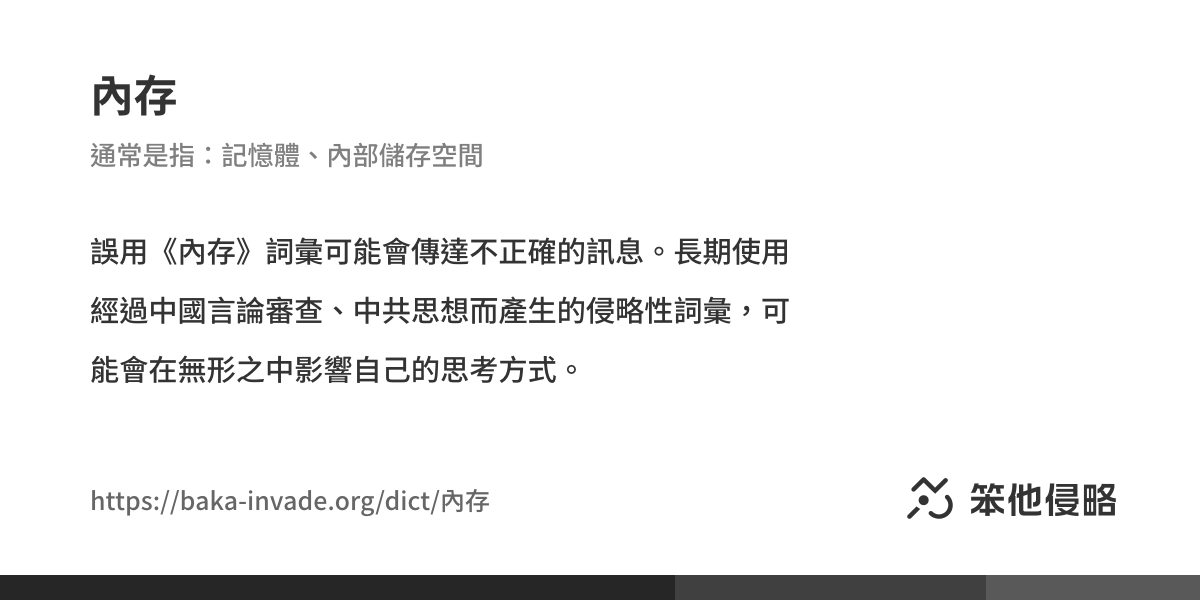 內存
通常是指：記憶體、內部儲存空間
誤用《內存》詞彙可能會傳達不正確的訊息。長期使用
經過中國言論審查、中共思想而產生的侵略性詞彙，可
能會在無形之中影響自己的思考方式。
https://baka-invade.org/dict/內存
笨他侵略